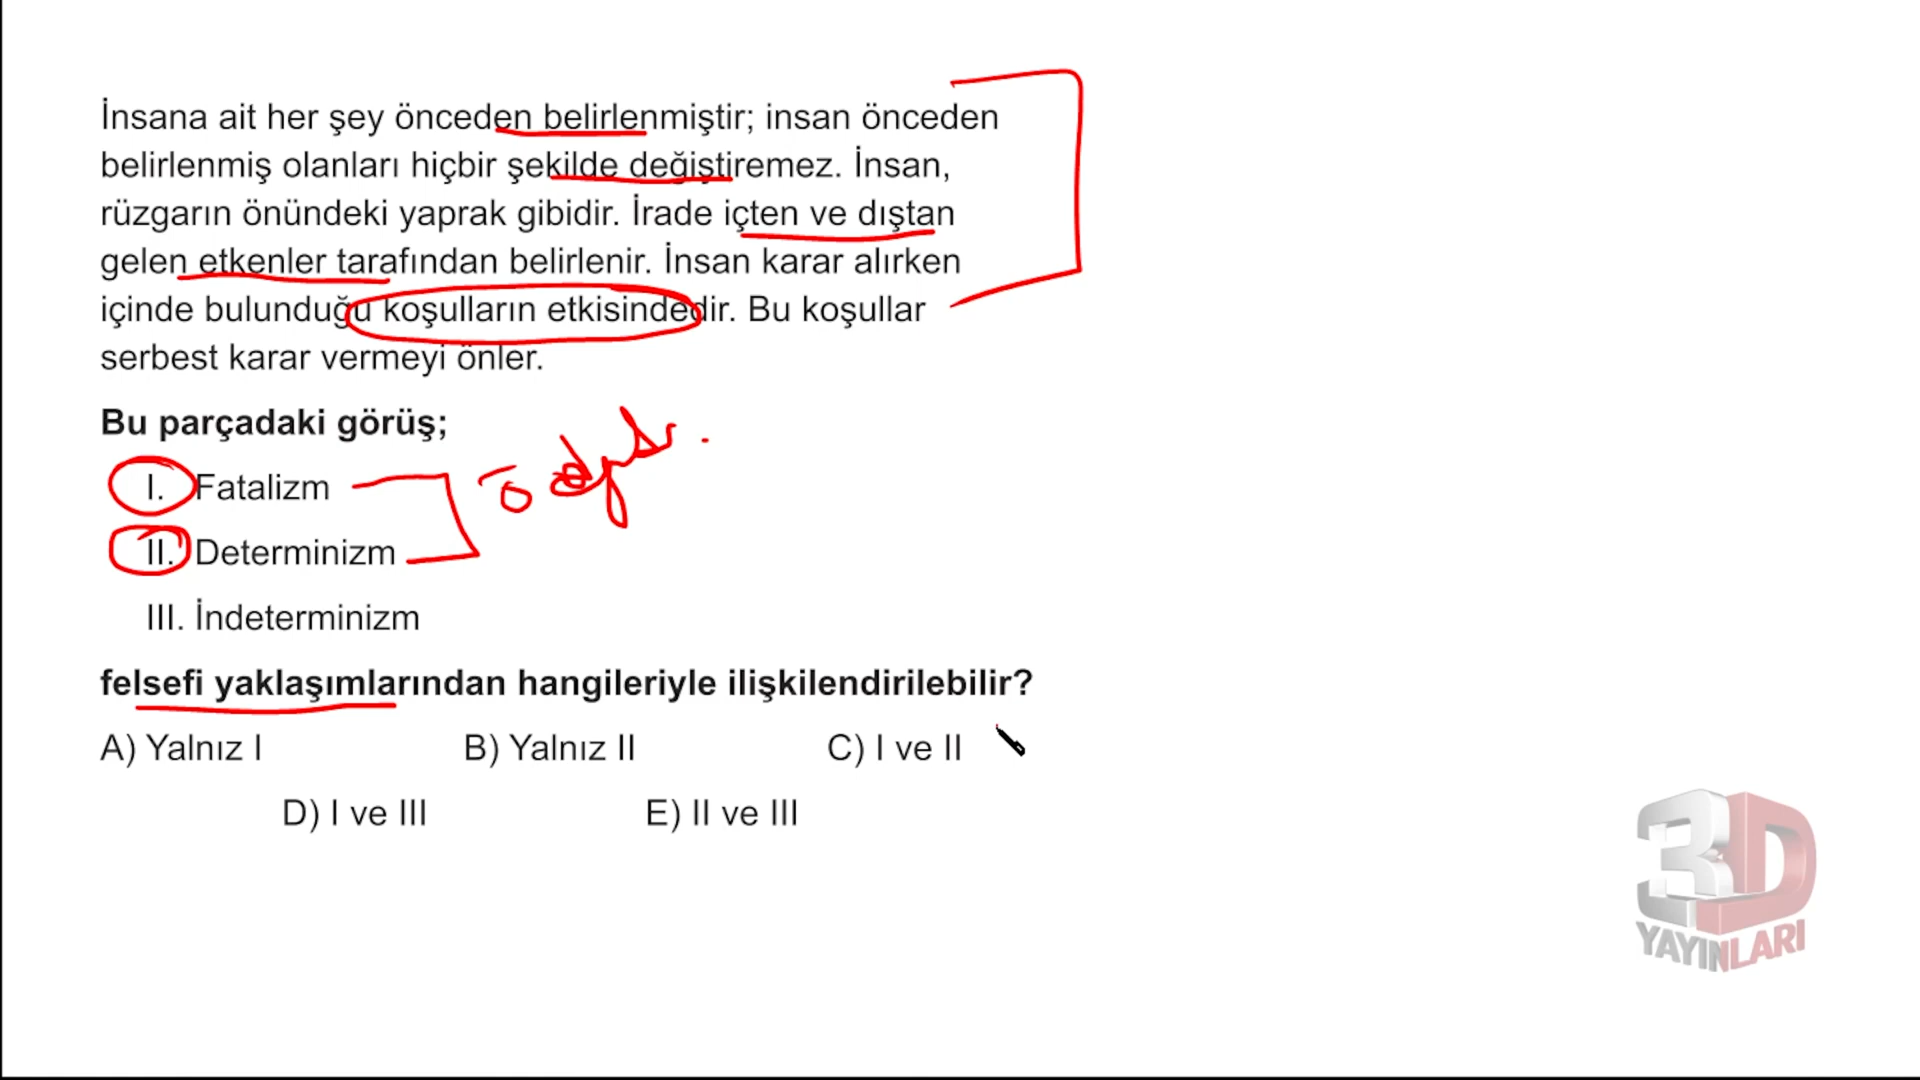 İnsana ait her şey önceden belirlenmiştir; insan önceden
belirlenmiş olanları hiçbir şekilde değiştiremez. İnsan,
rüzgarın önündeki yaprak gibidir. İrade içten ve dıştan
gelen etkenler tarafından belirlenir. İnsan karar alırken
içinde bulunduğu koşulların etkisindedir. Bu koşullar
serbest karar vermeyi önler.
Bu parçadaki görüş;
I. Fatalizm
II. Determinizm
III. İndeterminizm
felsefi yaklaşımlarından hangileriyle ilişkilendirilebilir?
A) Yalnız I B) Yalnız II C) I ve II
D) I ve III E) II ve III
3D
YAYINLARI